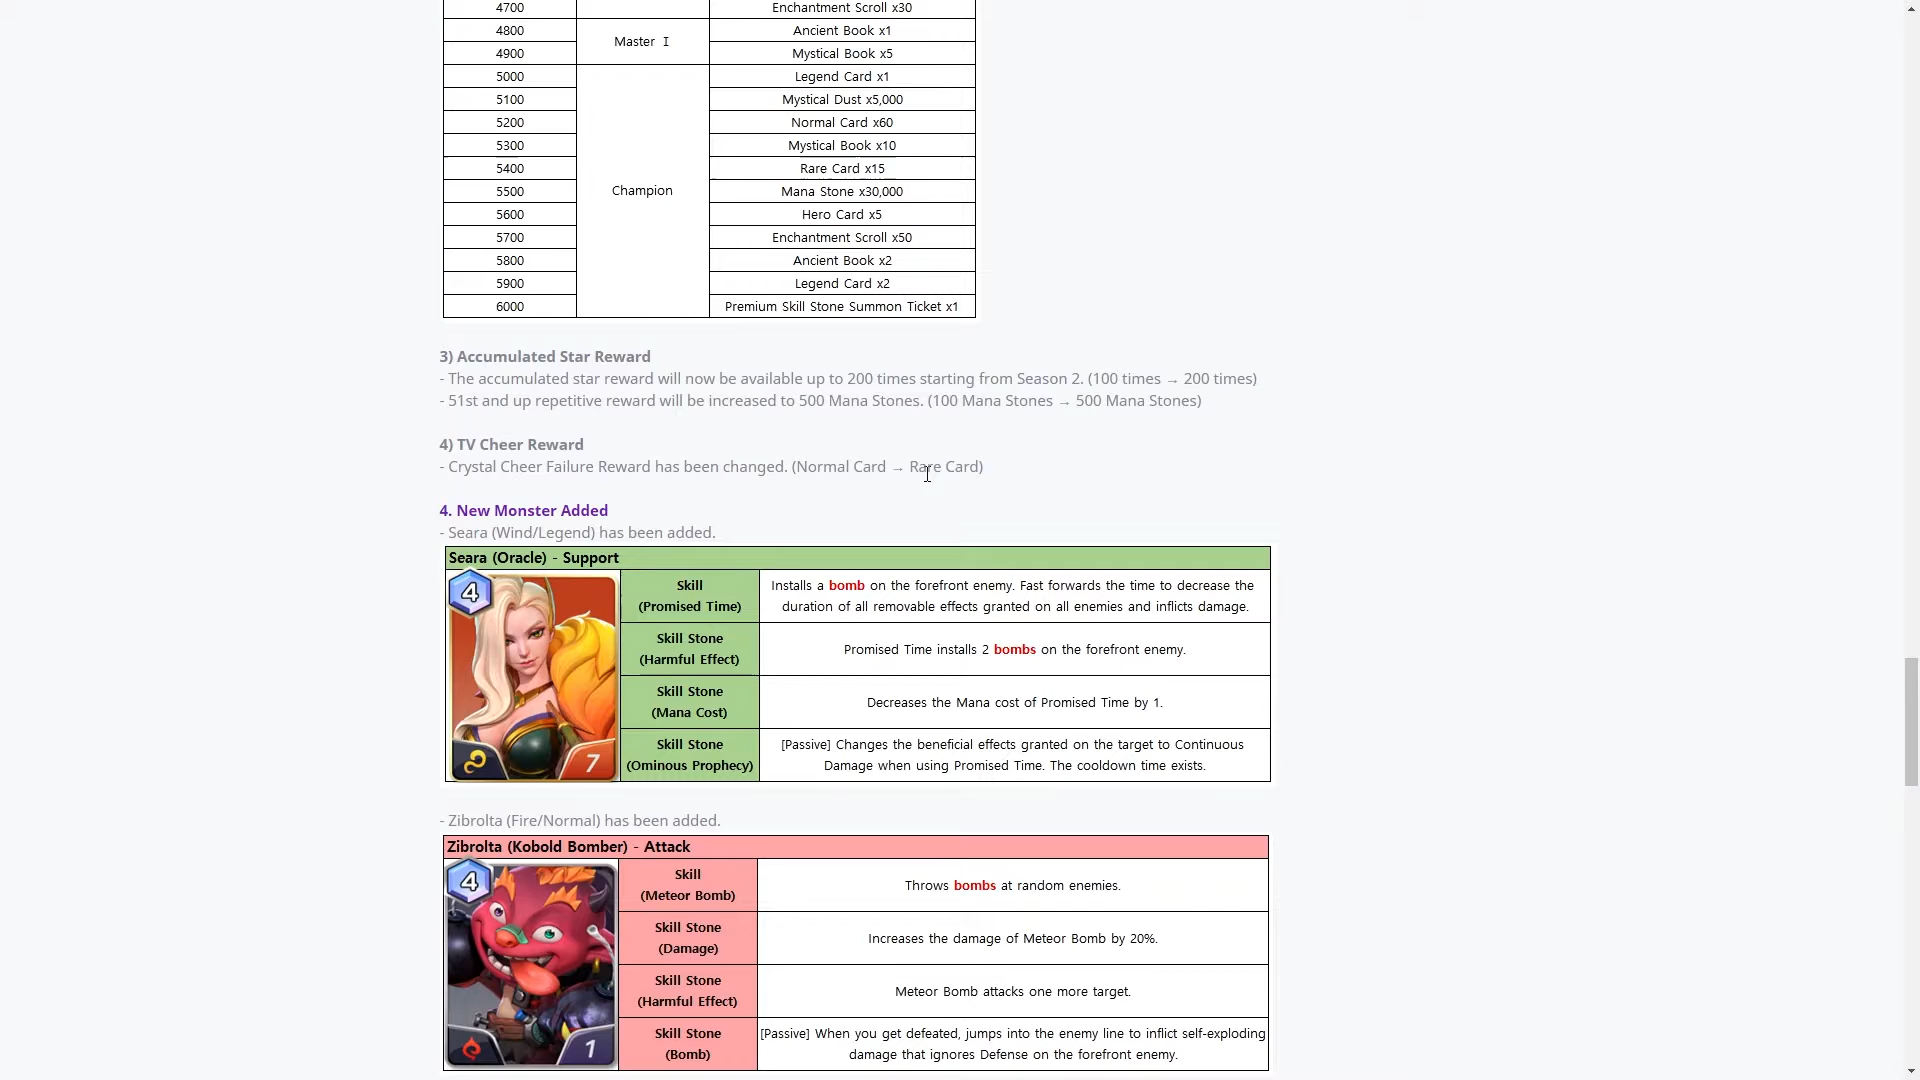 4700
Enchantment Scroll x30
4800
Master I
Ancient Book x1
4900
Mystical Book x5
5000
Champion
Legend Card x1
5100
Mystical Dust x5,000
5200
Normal Card x60
5300
Mystical Book x10
5400
Rare Card x15
5500
Mana Stone x30,000
5600
Hero Card x5
5700
Enchantment Scroll x50
5800
Ancient Book x2
5900
Legend Card x2
6000
Premium Skill Stone Summon Ticket x1
3) Accumulated Star Reward
- The accumulated star reward will now be available up to 200 times starting from Season 2. (100 times → 200 times)
- 51st and up repetitive reward will be increased to 500 Mana Stones. (100 Mana Stones → 500 Mana Stones)
4) TV Cheer Reward
- Crystal Cheer Failure Reward has been changed. (Normal Card → Rare Card)
4. New Monster Added
- Seara (Wind/Legend) has been added.
Seara (Oracle) - Support
4
7
Skill
(Promised Time)
Installs a bomb on the forefront enemy. Fast forwards the time to decrease the
duration of all removable effects granted on all enemies and inflicts damage.
Skill Stone
(Harmful Effect)
Promised Time installs 2 bombs on the forefront enemy.
Skill Stone
(Mana Cost)
Decreases the Mana cost of Promised Time by 1.
Skill Stone
(Ominous Prophecy)
[Passive] Changes the beneficial effects granted on the target to Continuous
Damage when using Promised Time. The cooldown time exists.
- Zibrolta (Fire/Normal) has been added.
Zibrolta (Kobold Bomber) - Attack
4
1
Skill
(Meteor Bomb)
Throws bombs at random enemies.
Skill Stone
(Damage)
Increases the damage of Meteor Bomb by 20%.
Skill Stone
(Harmful Effect)
Meteor Bomb attacks one more target.
Skill Stone
(Bomb)
[Passive] When you get defeated, jumps into the enemy line to inflict self-exploding
damage that ignores Defense on the forefront enemy.